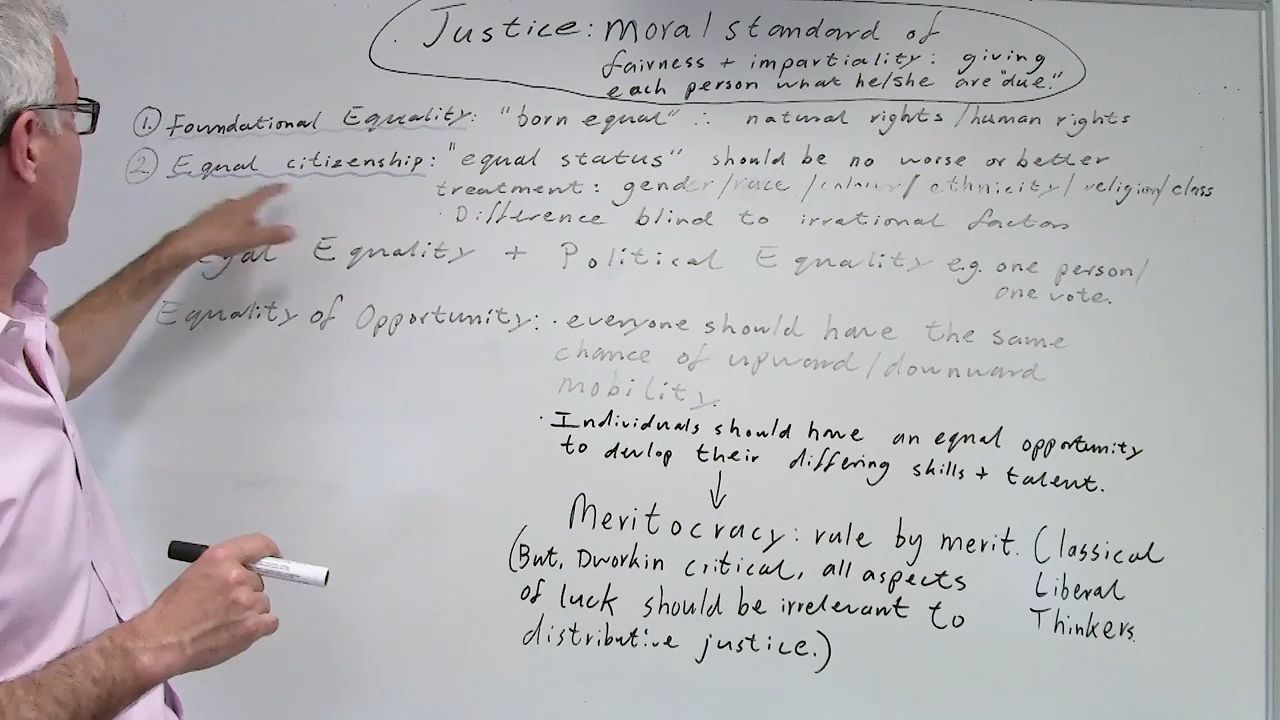 Justice: moral standard of
fairness + impartiality: giving
each person what he/she are "due."
1. Foundational Equality: "born equal" ∴ natural rights/human rights
2. Equal citizenship: "equal status" should be no worse or better
treatment: gender/race/colour/ethnicity/religion/class
· Difference blind to irrational factors
Equality + Political Equality e.g. one person/
one vote.
Equality of Opportunity: · everyone should have the same
chance of upward/downward
mobility.
· Individuals should have an equal opportunity
to devlop their differing skills + talent.
↓
Meritocracy: rule by merit. Classical
(But, Dworkin critical, all aspects Liberal
of luck should be irrelevant to Thinkers.
distributive justice.)